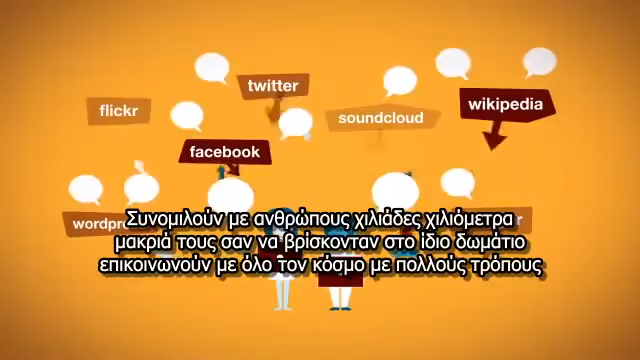 twitter
wikipedia
flickr
soundcloud
facebook
Συνομιλούν με ανθρώπους χιλιάδες χιλιόμετρα
μακριά τους σαν να βρίσκονταν στο ίδιο δωμάτιο
επικοινωνούν με όλο τον κόσμο με πολλούς τρόπους